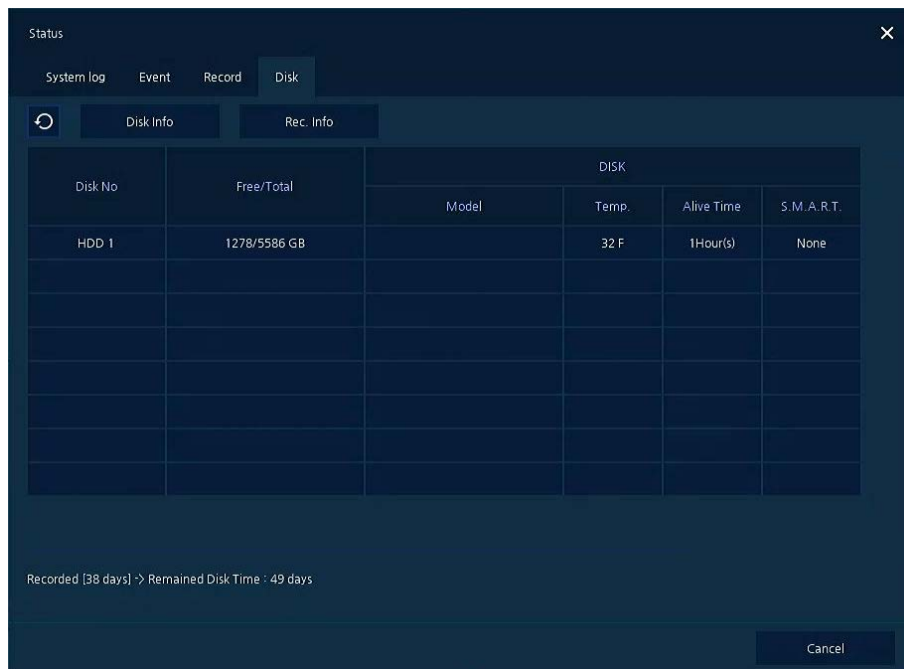 Status
System log Event Record Disk
Disk Info Rec. Info
Disk No Free/Total DISK
Model Temp. Alive Time S.M.A.R.T.
HDD 1 1278/5586 GB 32 F 1Hour(s) None
Recorded [38 days] -> Remained Disk Time : 49 days
Cancel